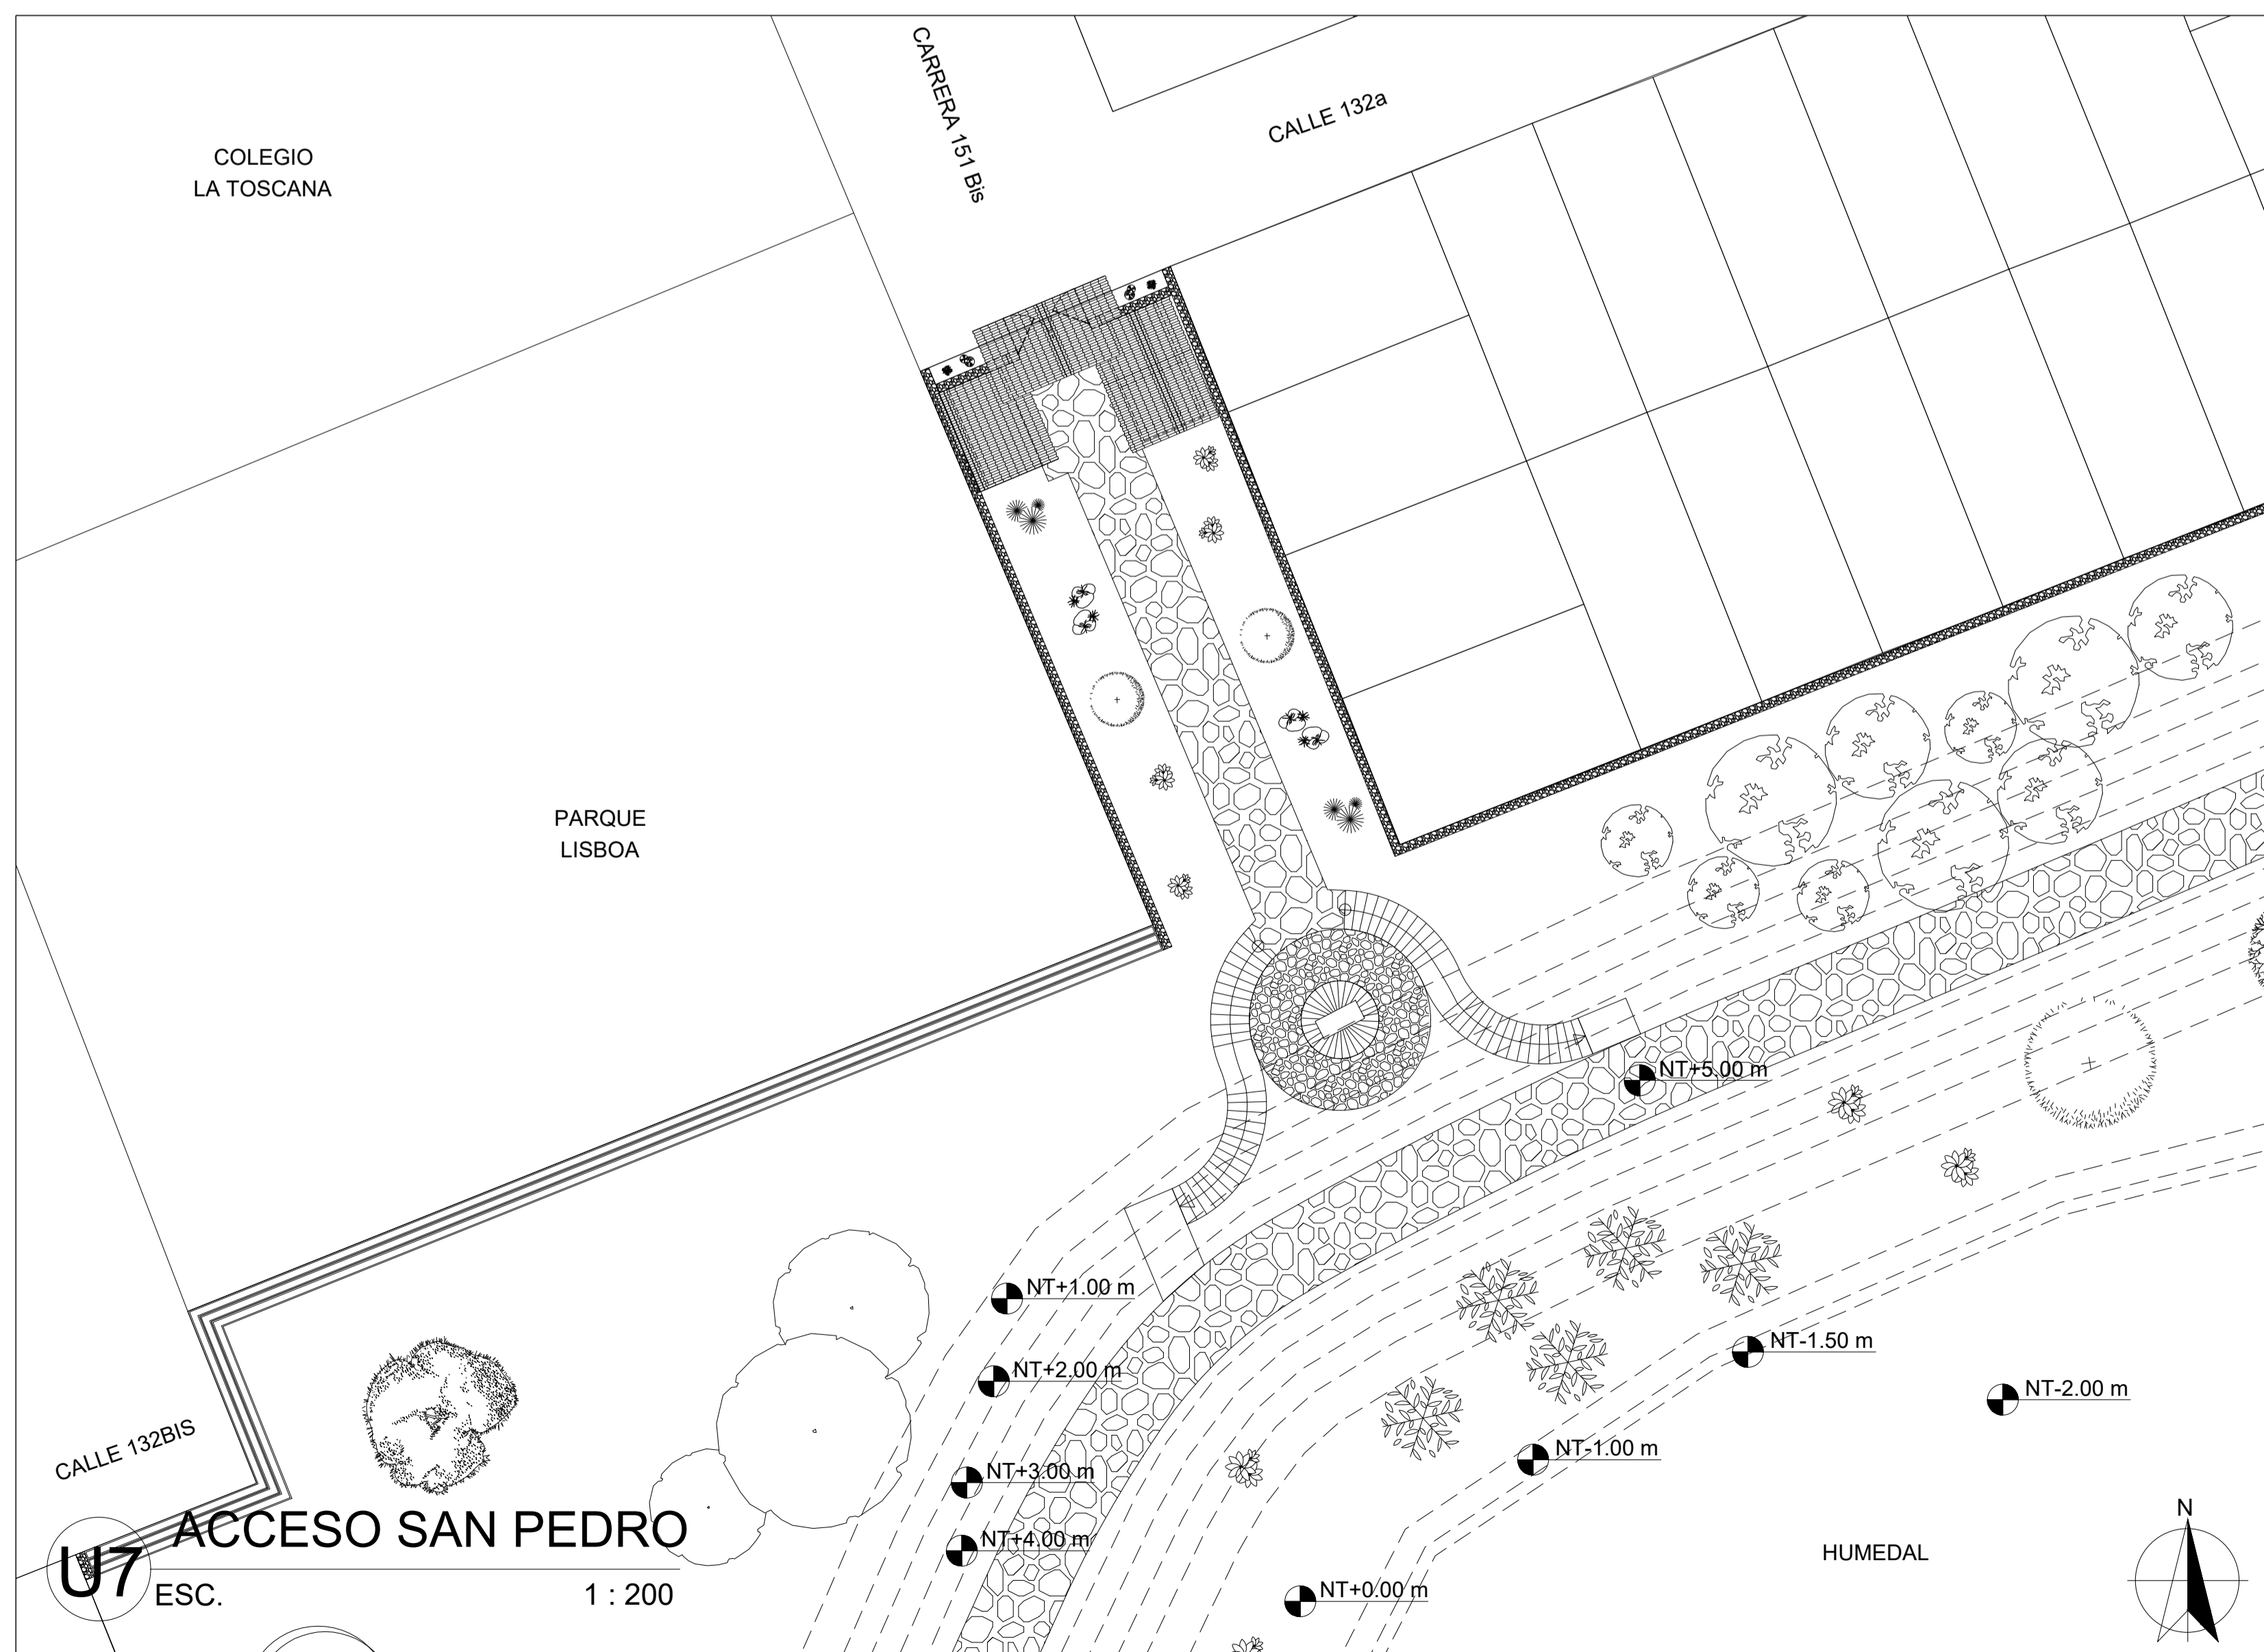 CARRERA 151 Bis
CALLE 132a
COLEGIO
LA TOSCANA
PARQUE
LISBOA
NT+5.00 m
NT+1.00 m
NT-1.50 m
NT+2.00 m
NT-2.00 m
CALLE 132BIS
NT-1.00 m
NT+3.00 m
N
U7
ACCESO SAN PEDRO
NT+4.00 m
HUMEDAL
ESC.
1 : 200
NT+0.00 m